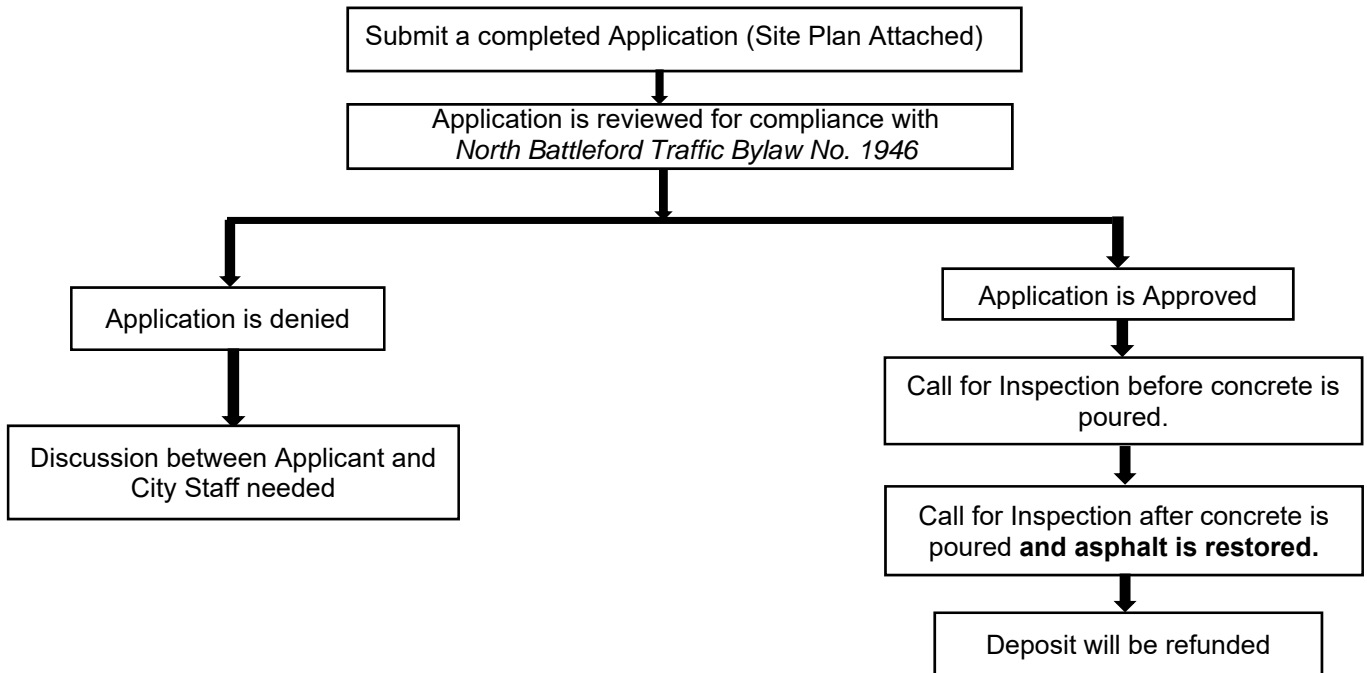 Submit a completed Application (Site Plan Attached)
Application is reviewed for compliance with
North Battleford Traffic Bylaw No. 1946
Application is denied
Discussion between Applicant and
City Staff needed
Application is Approved
Call for Inspection before concrete is
poured.
Call for Inspection after concrete is
poured and asphalt is restored.
Deposit will be refunded